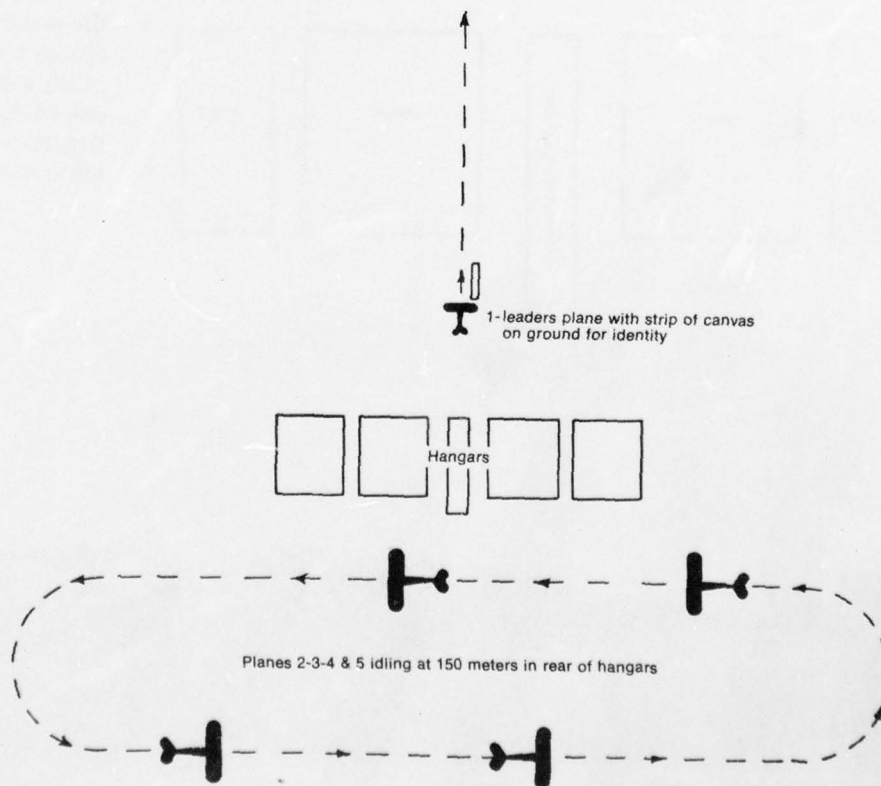 1-leaders plane with strip of canvas
on ground for identity
Hangars
Planes 2-3-4 & 5 idling at 150 meters in rear of hangars